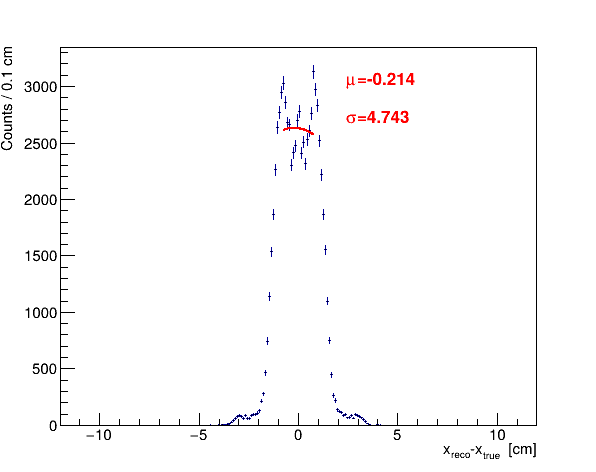 Counts / 0.1 cm
3000
μ=-0.214
2500
σ=4.743
2000
1500
1000
500
0
−10 −5 0 5 10
x_reco-x_true [cm]